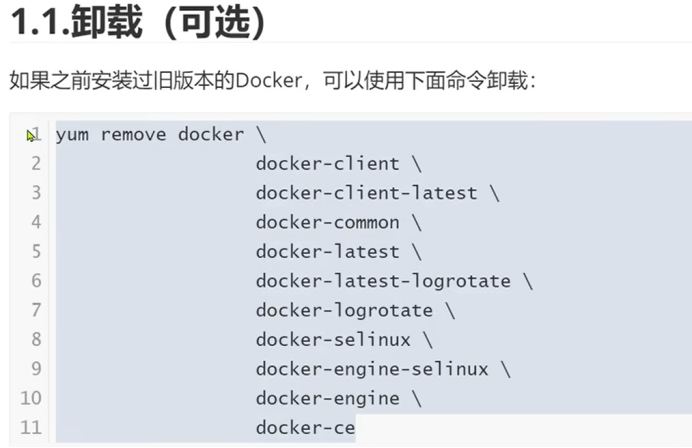 1.1.卸载（可选）
如果之前安装过旧版本的Docker，可以使用下面命令卸载：
1 yum remove docker \
2 docker-client \
3 docker-client-latest \
4 docker-common \
5 docker-latest \
6 docker-latest-logrotate \
7 docker-logrotate \
8 docker-selinux \
9 docker-engine-selinux \
10 docker-engine \
11 docker-ce